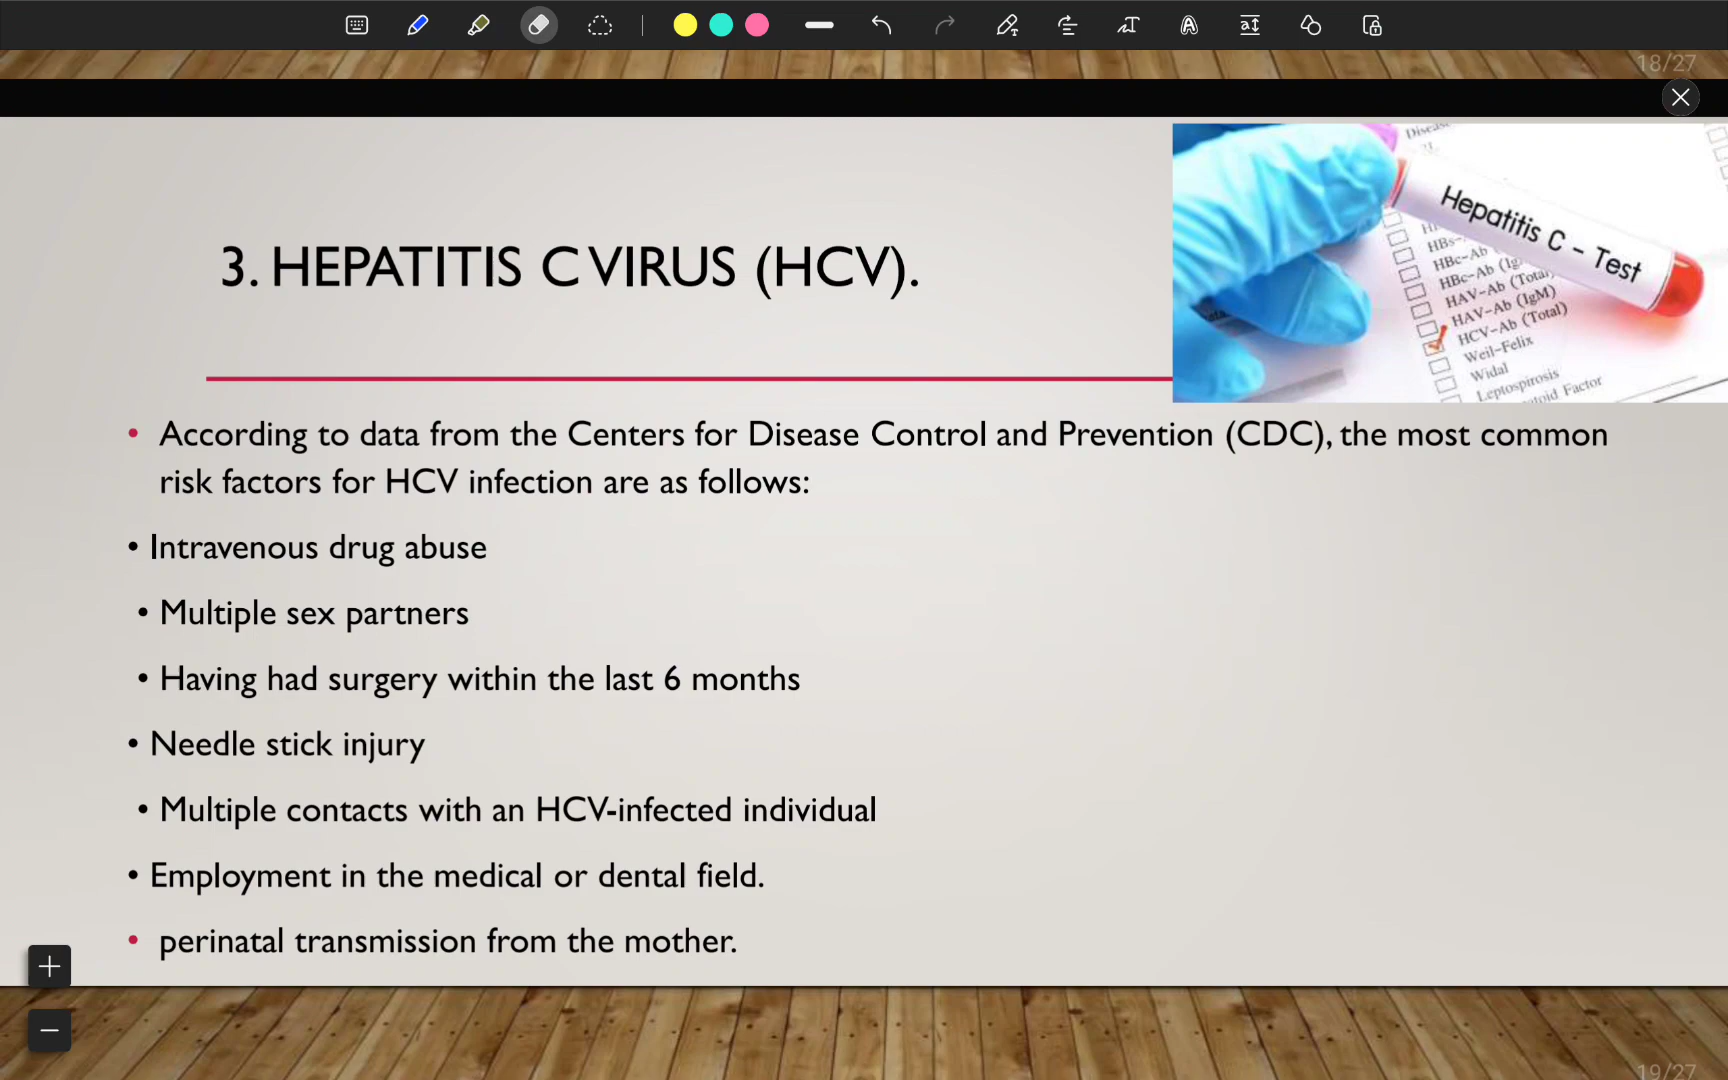 18/27
3. HEPATITIS C VIRUS (HCV).
Hepatitis C - Test
HBs-
HBc-Ab
HBc-Ab (Ig
HAV-Ab (Total)
HAV-Ab (IgM)
HCV-Ab (Total)
Weil-Felix
Widal
Leptospirosis
Factor
• According to data from the Centers for Disease Control and Prevention (CDC), the most common
risk factors for HCV infection are as follows:
• Intravenous drug abuse
• Multiple sex partners
• Having had surgery within the last 6 months
• Needle stick injury
• Multiple contacts with an HCV-infected individual
• Employment in the medical or dental field.
• perinatal transmission from the mother.
19/27